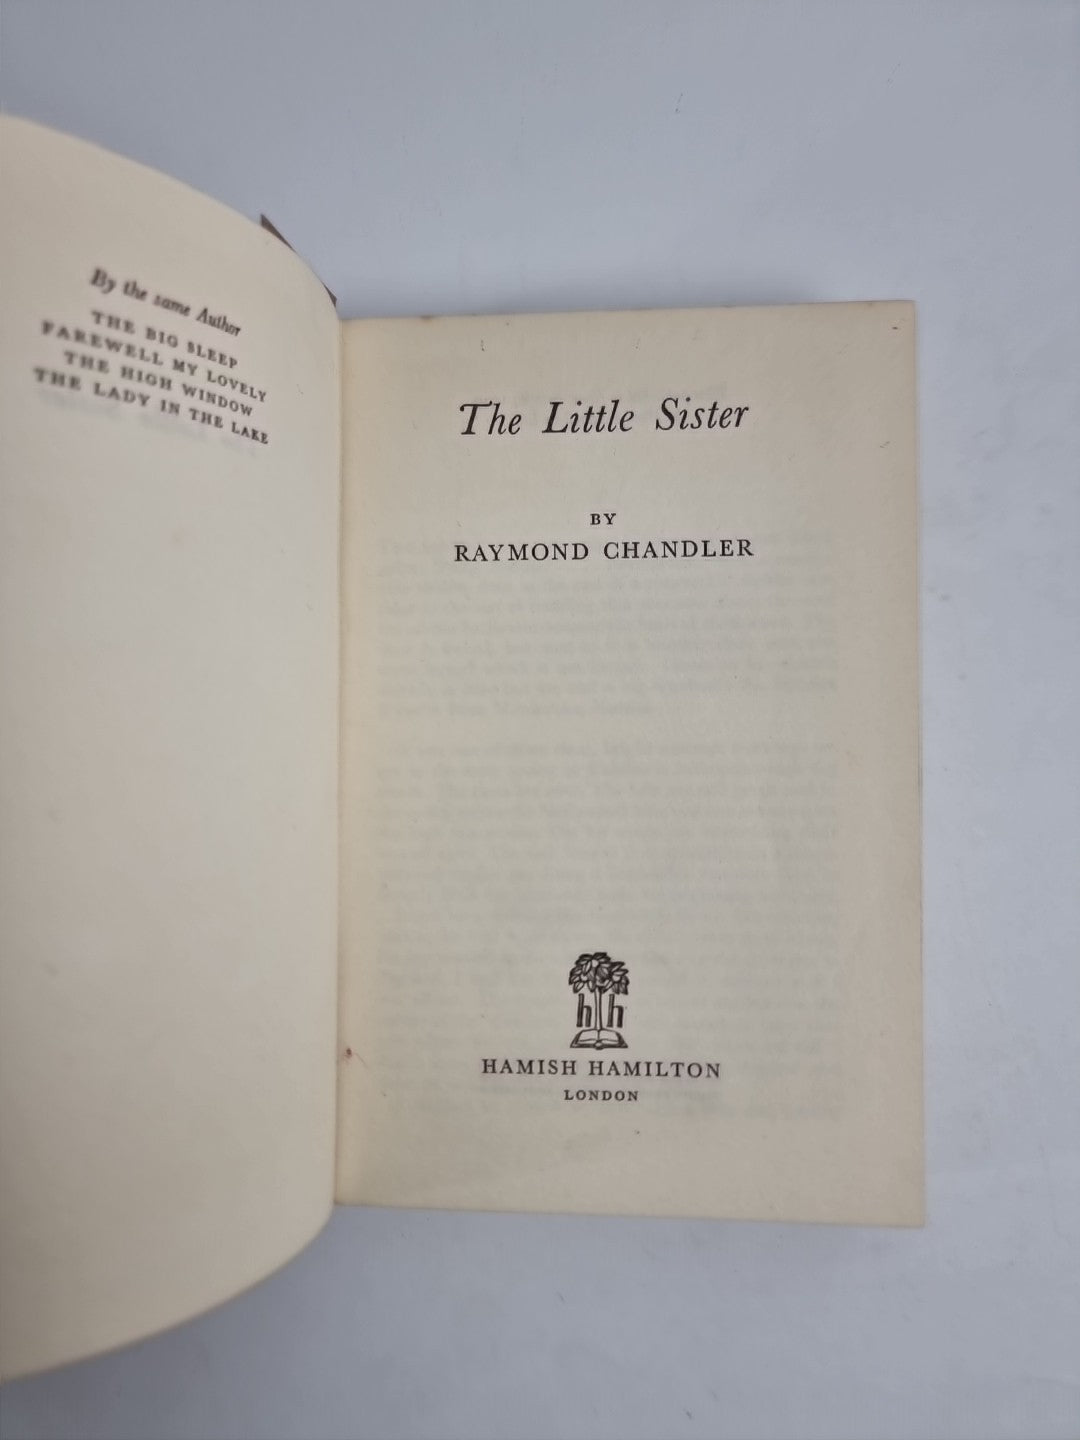 By the same Author
THE BIG SLEEP
FAREWELL MY LOVELY
THE HIGH WINDOW
THE LADY IN THE LAKE
The Little Sister
BY
RAYMOND CHANDLER
h h
HAMISH HAMILTON
LONDON